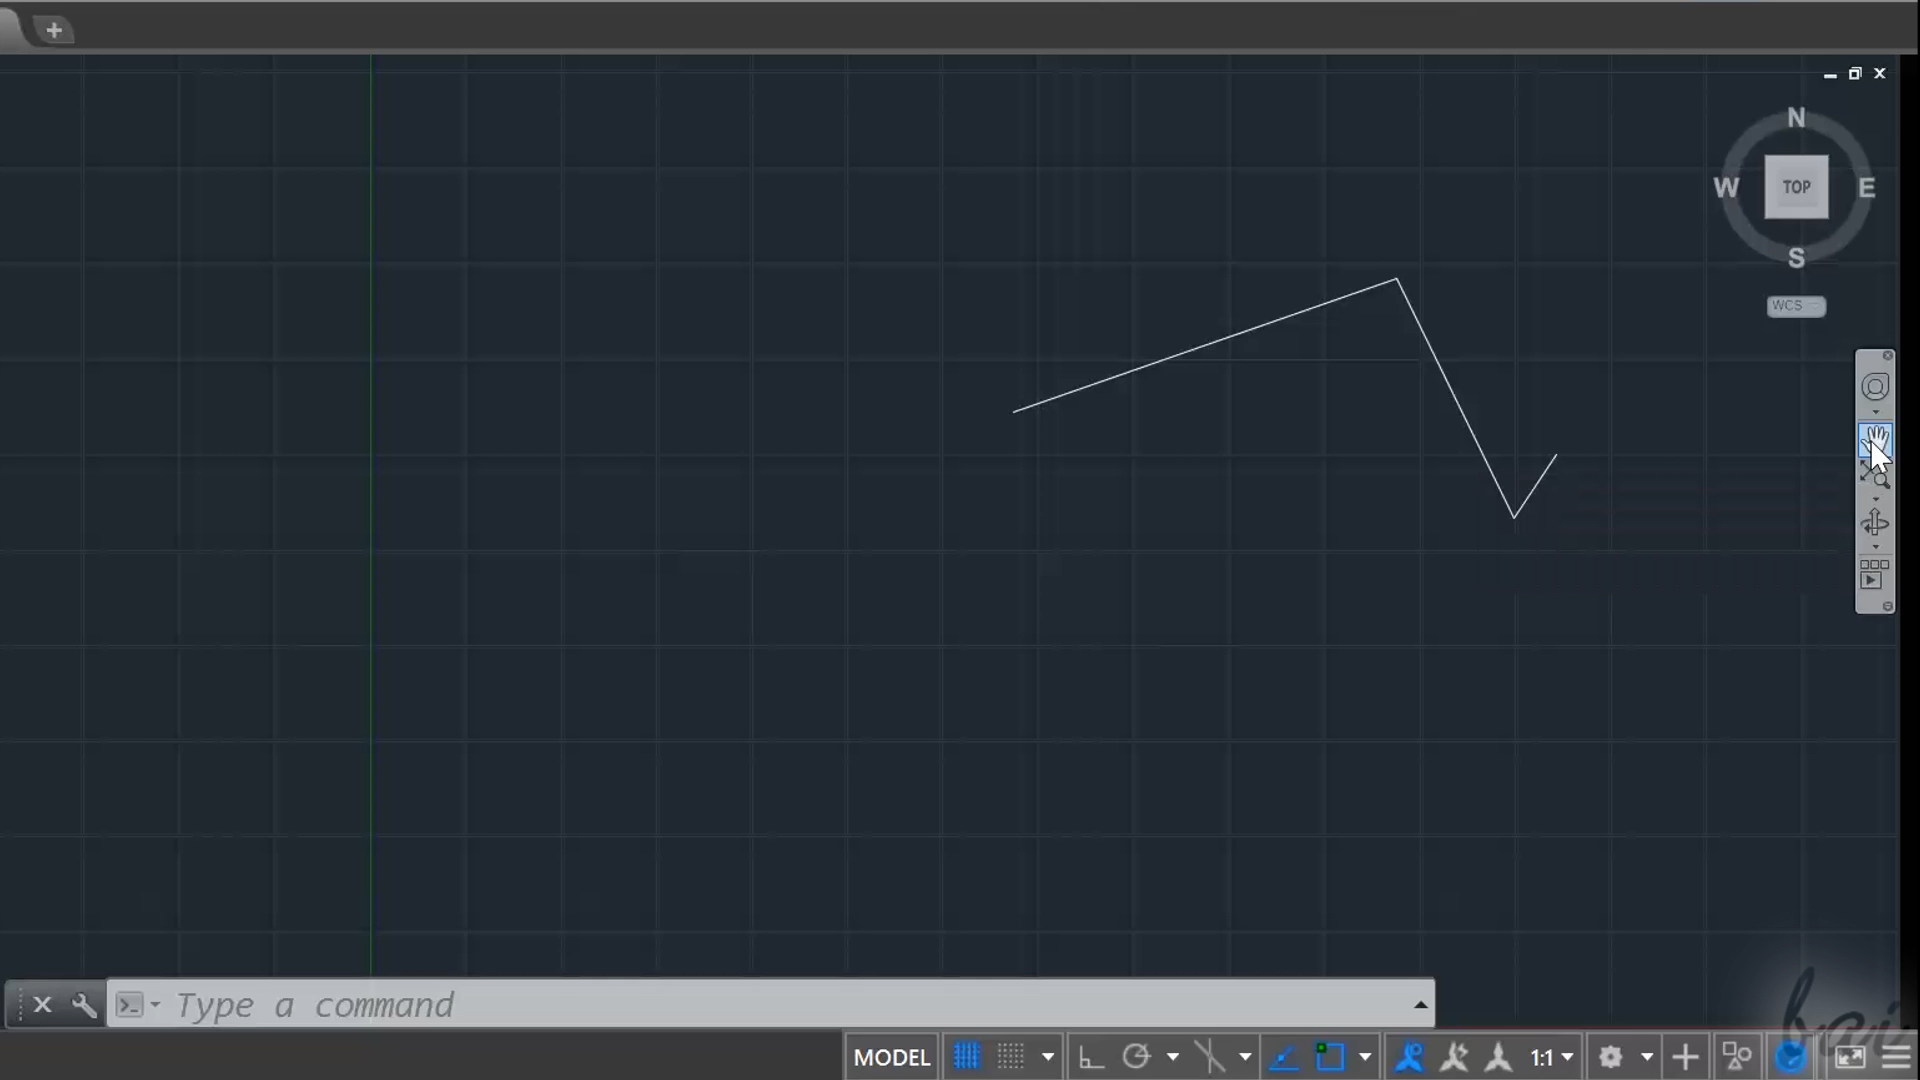 N
W TOP E
S
WCS
Type a command
MODEL 1:1